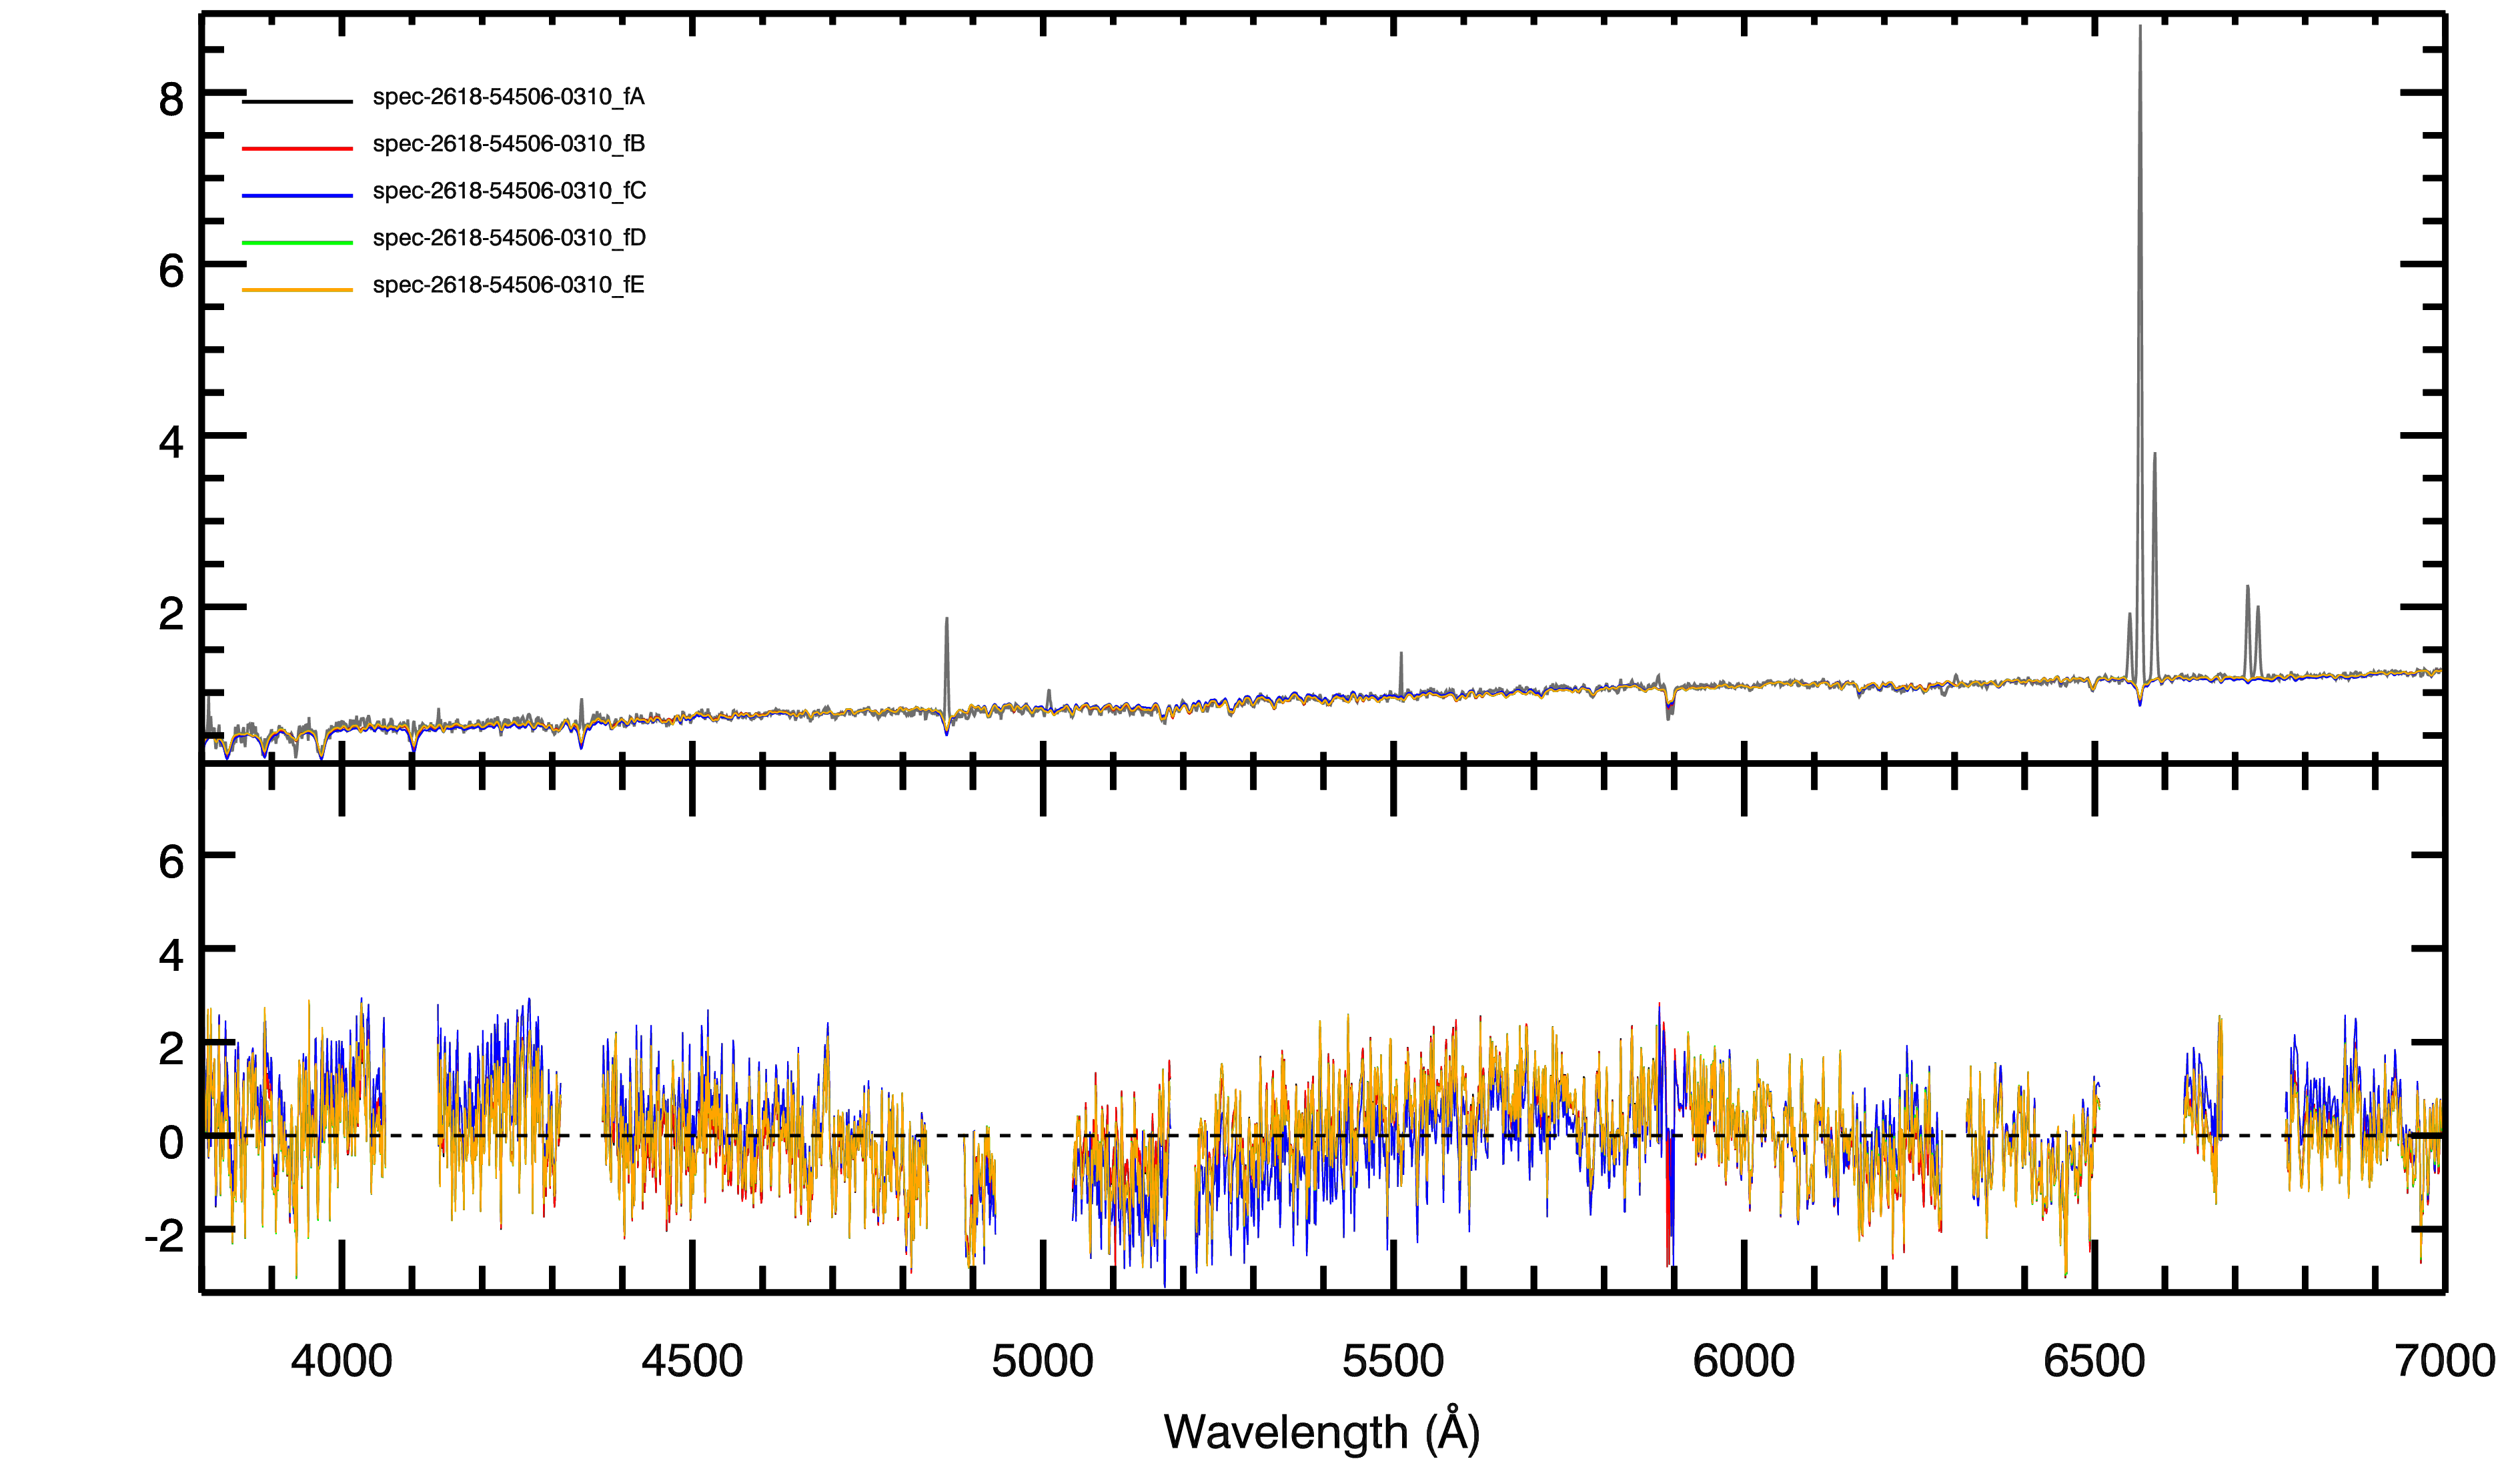 8
6
4
2
spec-2618-54506-0310_fA
spec-2618-54506-0310_fB
spec-2618-54506-0310_fC
spec-2618-54506-0310_fD
spec-2618-54506-0310_fE
6
4
2
0
-2
4000 4500 5000 5500 6000 6500 7000
Wavelength (Å)